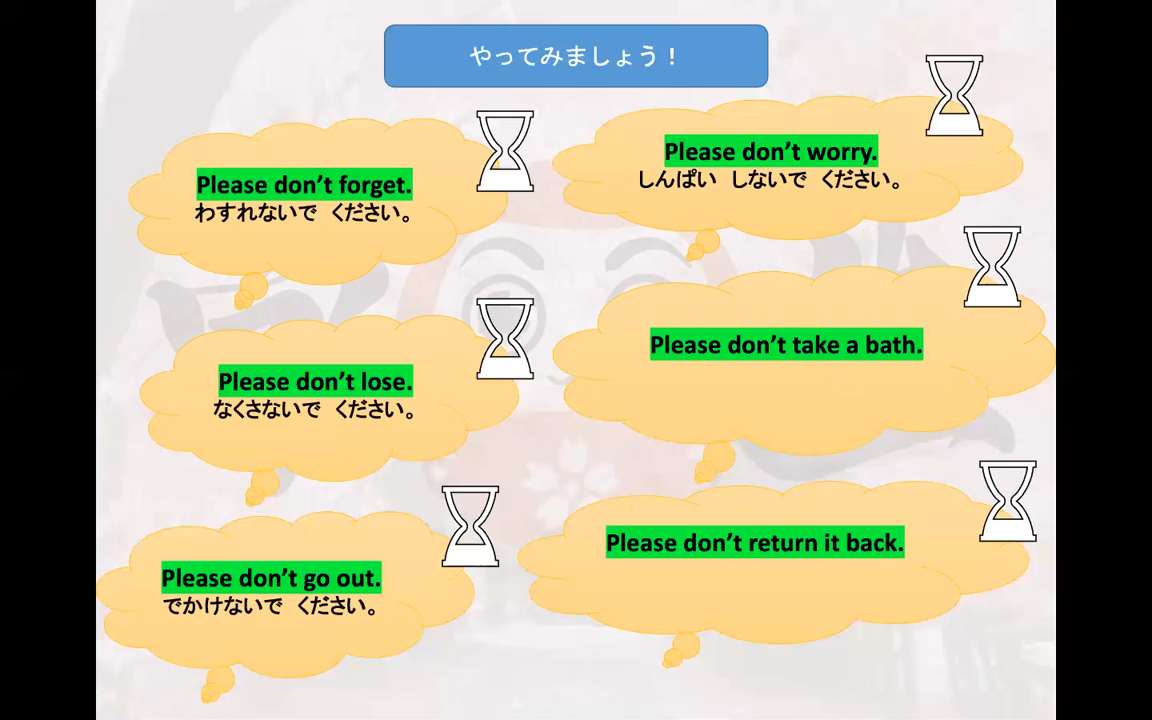 やってみましょう！
Please don’t forget.
わすれないで　ください。
Please don’t lose.
なくさないで　ください。
Please don’t go out.
でかけないで　ください。
Please don’t worry.
しんぱい　しないで　ください。
Please don’t take a bath.
Please don’t return it back.